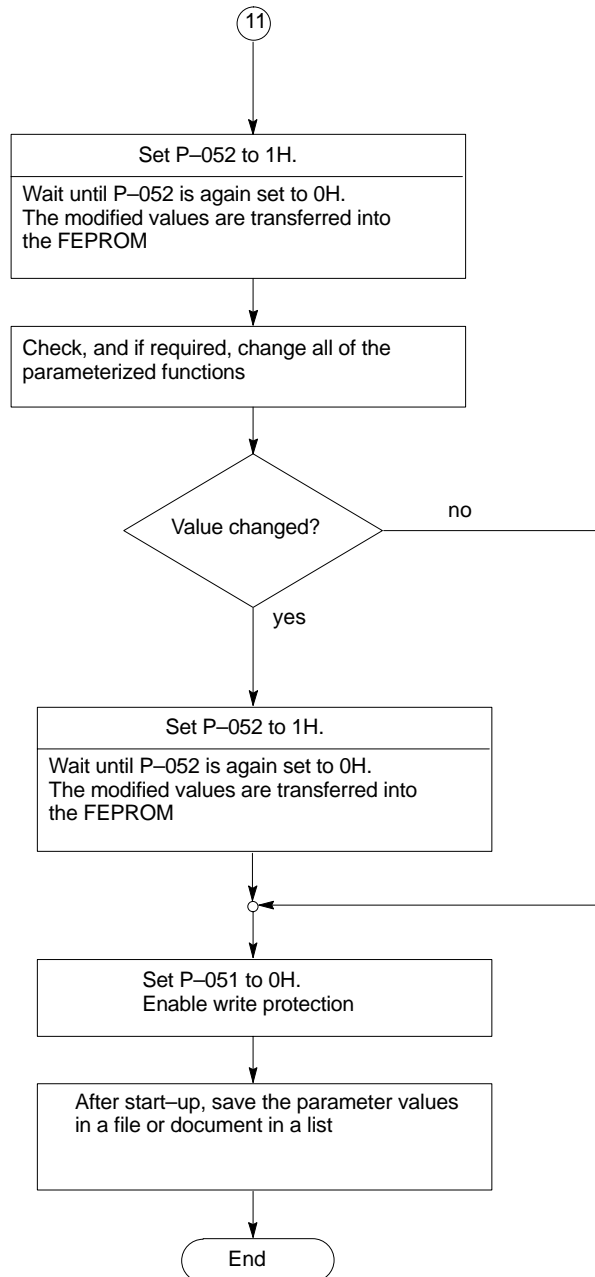 11
Set P–052 to 1H.
Wait until P–052 is again set to 0H.
The modified values are transferred into
the FEPROM
Check, and if required, change all of the
parameterized functions
Value changed?
no
yes
Set P–052 to 1H.
Wait until P–052 is again set to 0H.
The modified values are transferred into
the FEPROM
Set P–051 to 0H.
Enable write protection
After start–up, save the parameter values
in a file or document in a list
End